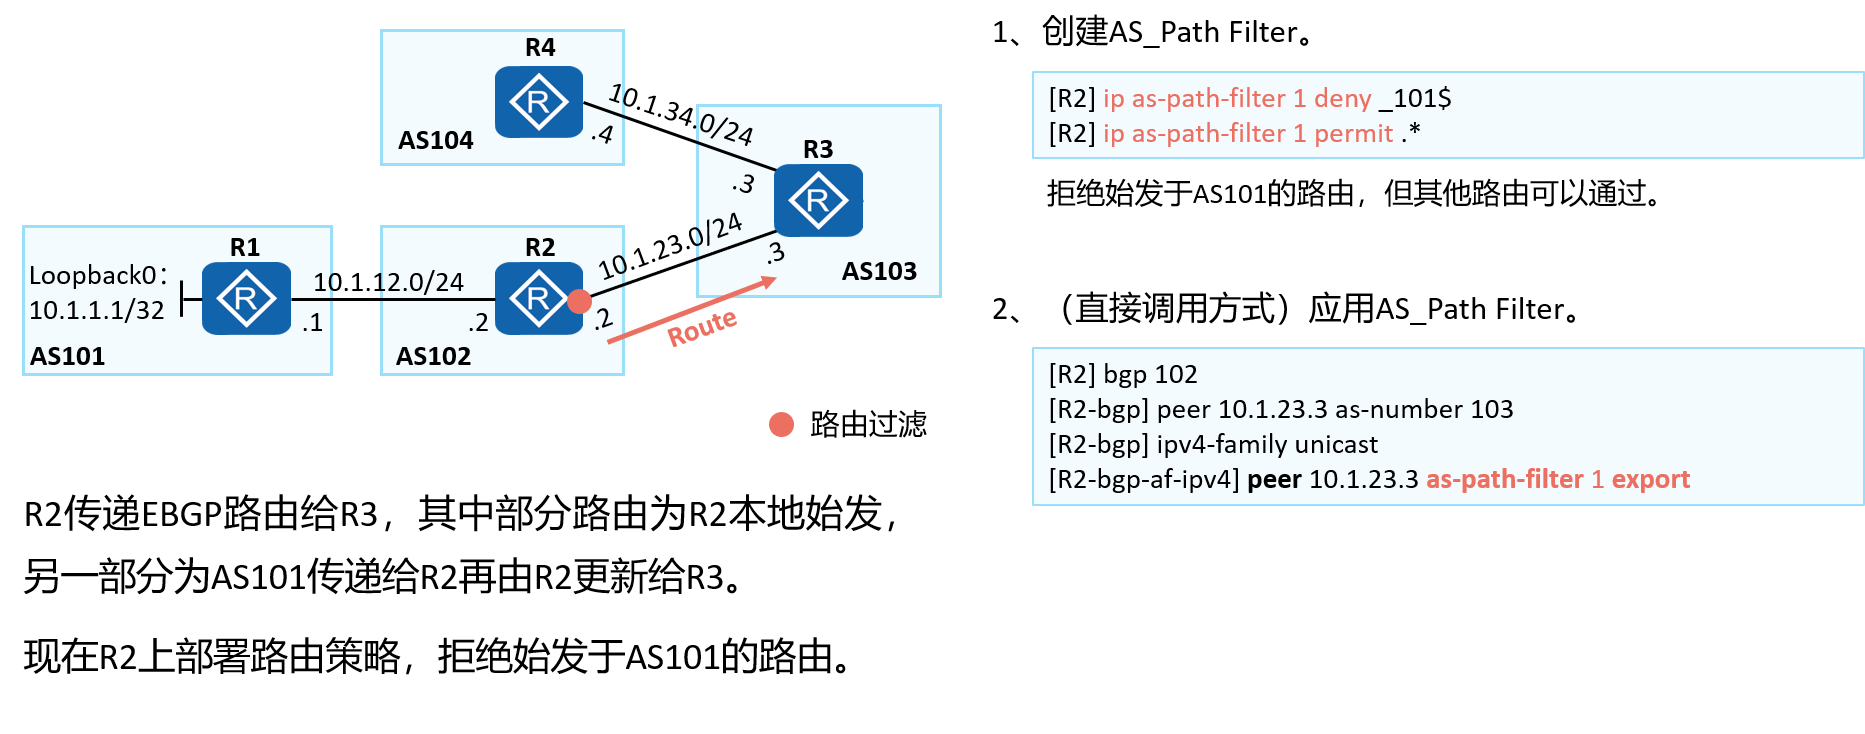 R4
10.1.34.0/24
.4
AS104
R3
.3
10.1.23.0/24
.3
AS103
R1
Loopback0：
10.1.1.1/32
10.1.12.0/24
.1
AS101
R2
.2
.2
AS102
Route
路由过滤
R2传递EBGP路由给R3，其中部分路由为R2本地始发，
另一部分为AS101传递给R2再由R2更新给R3。
现在R2上部署路由策略，拒绝始发于AS101的路由。
1、创建AS_Path Filter。
[R2] ip as-path-filter 1 deny _101$
[R2] ip as-path-filter 1 permit .*
拒绝始发于AS101的路由，但其他路由可以通过。
2、（直接调用方式）应用AS_Path Filter。
[R2] bgp 102
[R2-bgp] peer 10.1.23.3 as-number 103
[R2-bgp] ipv4-family unicast
[R2-bgp-af-ipv4] peer 10.1.23.3 as-path-filter 1 export